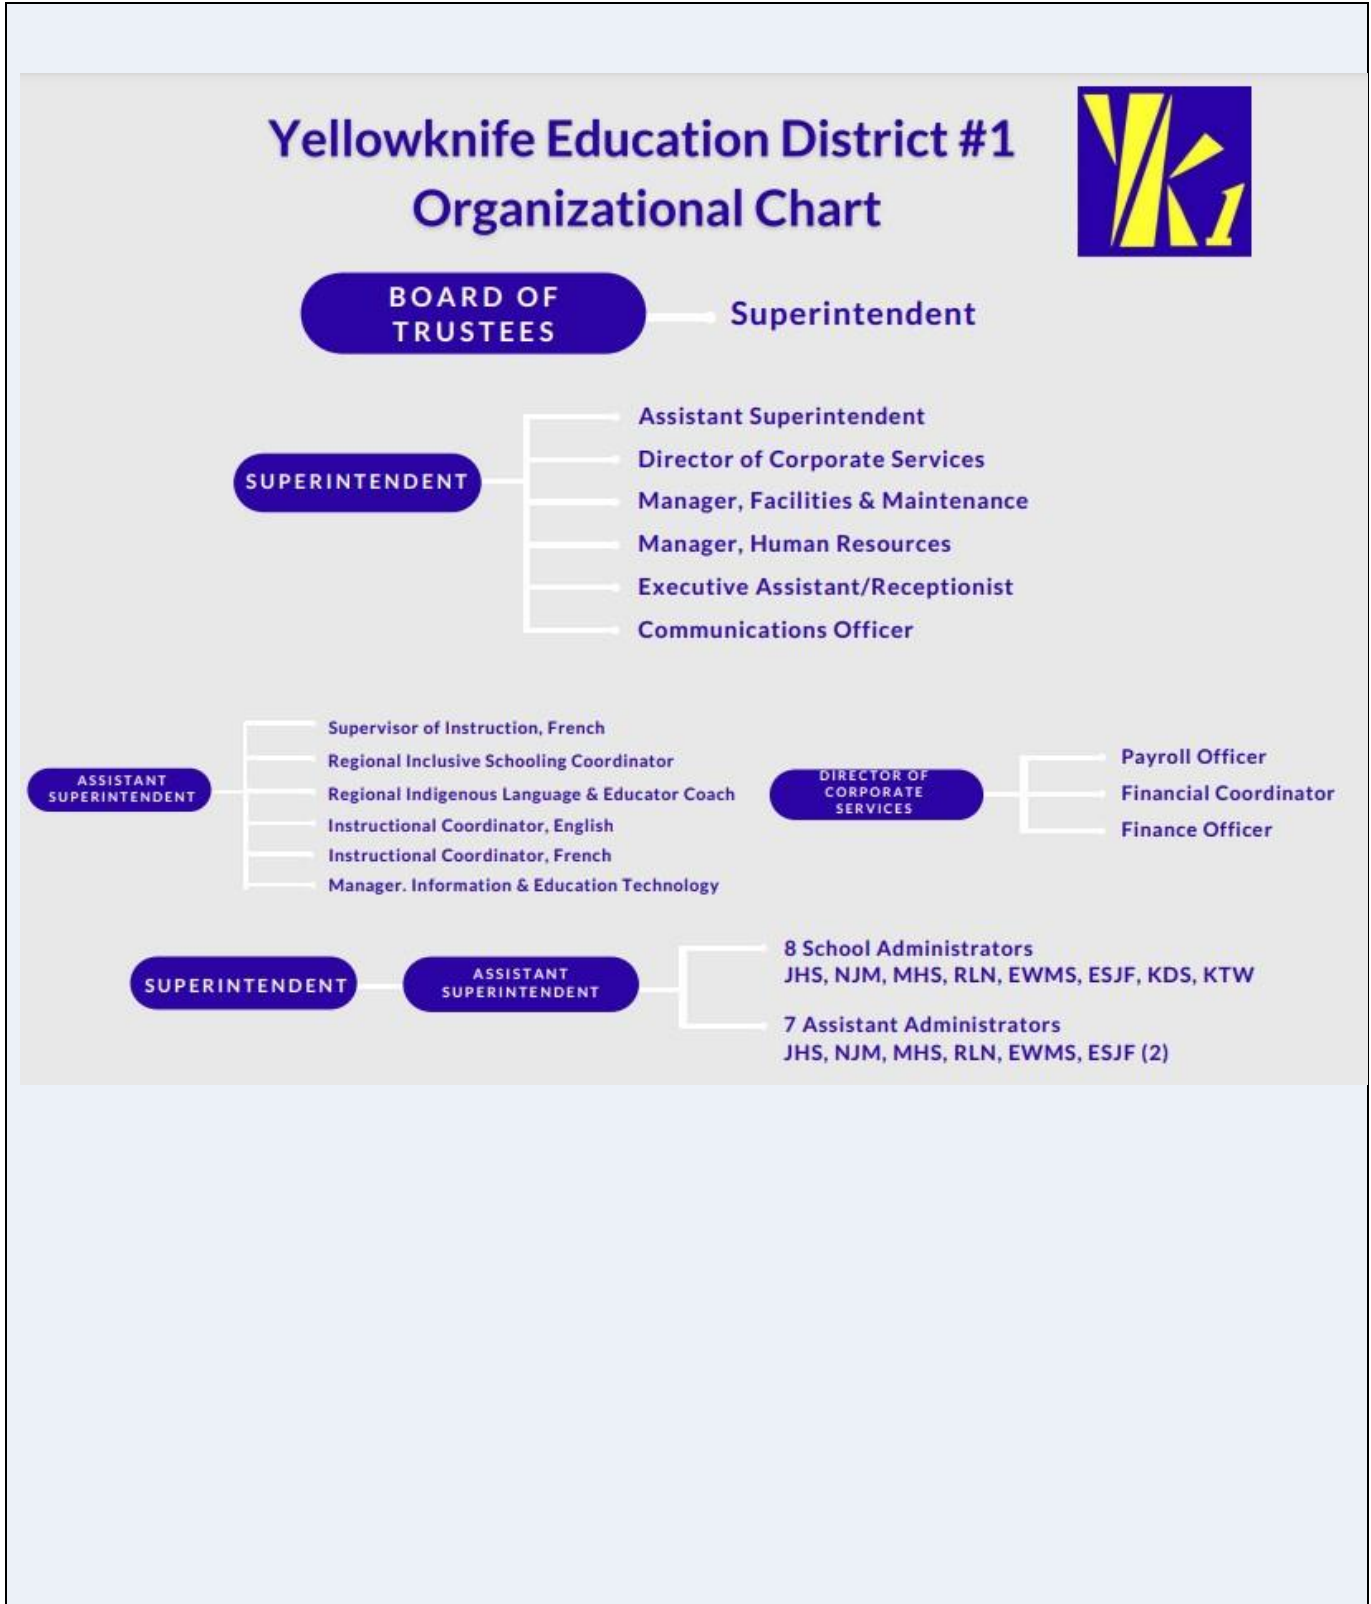 Yellowknife Education District #1
Organizational Chart
YK1
BOARD OF
TRUSTEES
Superintendent
SUPERINTENDENT
Assistant Superintendent
Director of Corporate Services
Manager, Facilities & Maintenance
Manager, Human Resources
Executive Assistant/Receptionist
Communications Officer
ASSISTANT
SUPERINTENDENT
Supervisor of Instruction, French
Regional Inclusive Schooling Coordinator
Regional Indigenous Language & Educator Coach
Instructional Coordinator, English
Instructional Coordinator, French
Manager. Information & Education Technology
DIRECTOR OF
CORPORATE
SERVICES
Payroll Officer
Financial Coordinator
Finance Officer
SUPERINTENDENT
ASSISTANT
SUPERINTENDENT
8 School Administrators
JHS, NJM, MHS, RLN, EWMS, ESJF, KDS, KTW
7 Assistant Administrators
JHS, NJM, MHS, RLN, EWMS, ESJF (2)